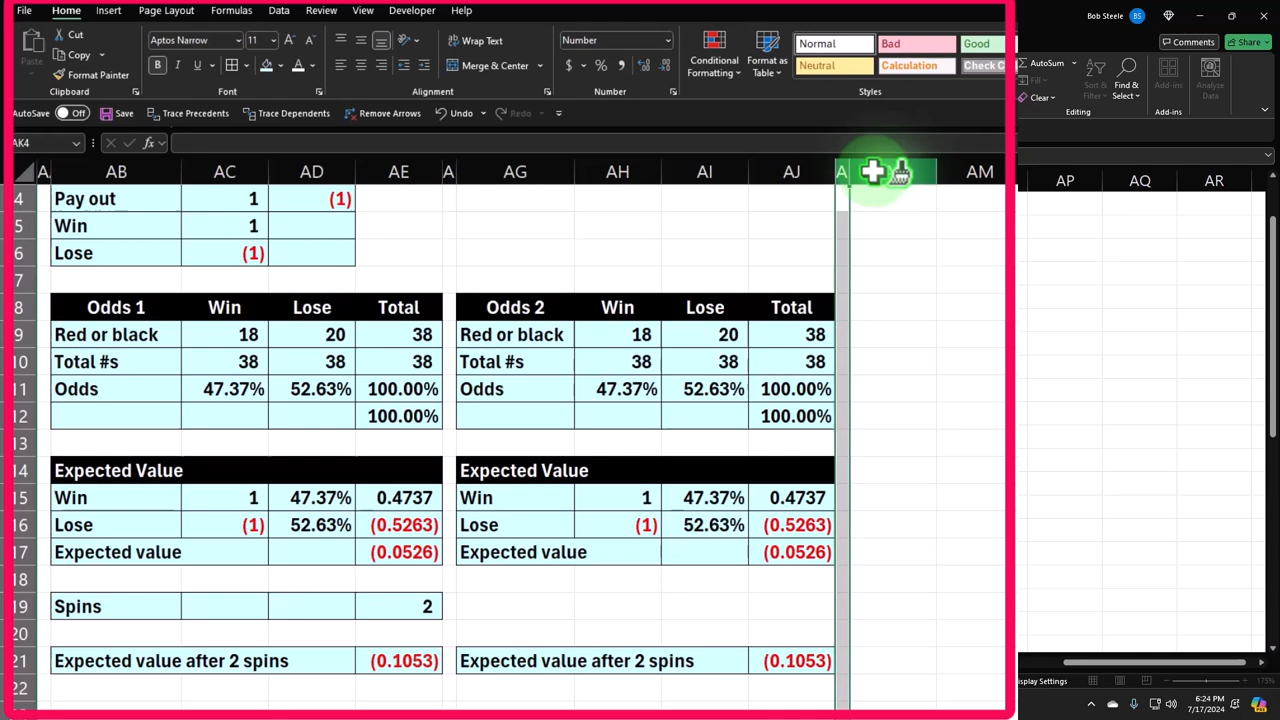 File Home Insert Page Layout Formulas Data Review View Developer Help
Bob Steele BS
Cut
Copy
Format Painter
Paste
Clipboard
Aptos Narrow 11
B I U
Font
Wrap Text
Merge & Center
Alignment
Number
$ %
Number
Conditional Formatting
Format as Table
Normal Bad Good
Neutral Calculation Check C
Styles
Comments Share
AutoSum
Clear
Find & Select
Editing
Add-ins
Add-ins
Analyze Data
AutoSave Off Save Trace Precedents Trace Dependents Remove Arrows Undo Redo
AK4 fx
A AB AC AD AE A AG AH AI AJ A AM AP AQ AR
4 Pay out 1 (1)
5 Win 1
6 Lose (1)
7
8 Odds 1 Win Lose Total Odds 2 Win Lose Total
9 Red or black 18 20 38 Red or black 18 20 38
10 Total #s 38 38 38 Total #s 38 38 38
11 Odds 47.37% 52.63% 100.00% Odds 47.37% 52.63% 100.00%
12 100.00% 100.00%
13
14 Expected Value Expected Value
15 Win 1 47.37% 0.4737 Win 1 47.37% 0.4737
16 Lose (1) 52.63% (0.5263) Lose (1) 52.63% (0.5263)
17 Expected value (0.0526) Expected value (0.0526)
18
19 Spins 2
20
21 Expected value after 2 spins (0.1053) Expected value after 2 spins (0.1053)
22
isplay Settings 175%
6:24 PM
7/17/2024